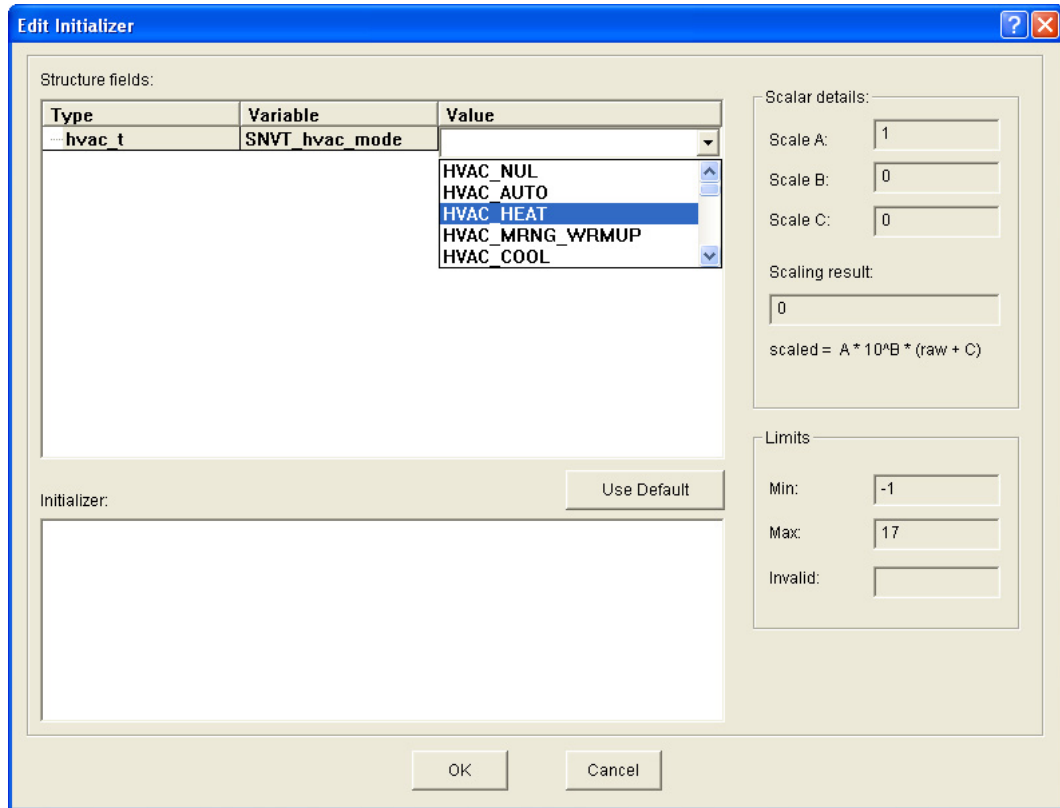 Edit Initializer
Structure fields:
Type Variable Value
hvac_t SNVT_hvac_mode
HVAC_NUL
HVAC_AUTO
HVAC_HEAT
HVAC_MRNG_WRMUP
HVAC_COOL
Use Default
Initializer:
Scalar details:
Scale A: 1
Scale B: 0
Scale C: 0
Scaling result:
0
scaled = A * 10^B * (raw + C)
Limits
Min: -1
Max: 17
Invalid:
OK Cancel